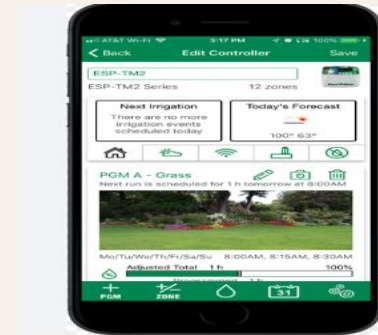 AT&T Wi-Fi 3:17 PM 100%
Back Edit Controller Save
ESP-TM2
ESP-TM2 Series 12 zones
Next Irrigation
There are no more
irrigation events
scheduled today
Today's Forecast
100° 63°
PGM A - Grass
Next run is scheduled for 1 h tomorrow at 8:00AM
Mo/Tu/We/Th/Fr/Sa/Su 8:00AM, 8:15AM, 8:30AM
Adjusted Total 1 h 100%
Programmed 1 h
PGM
ZONE
31